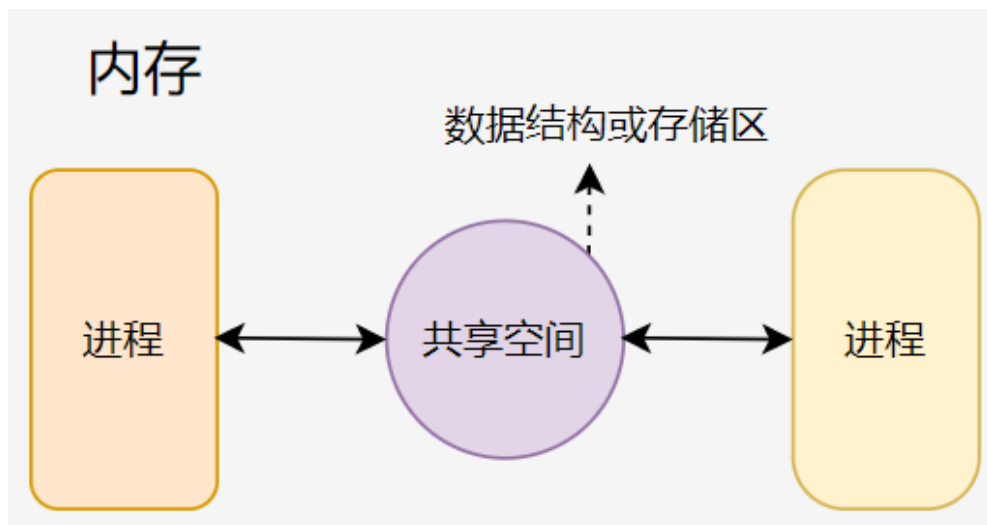 内存
数据结构或存储区
进程
共享空间
进程